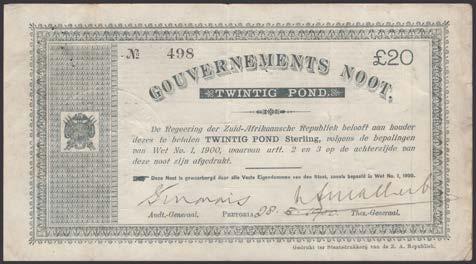 № 498
£20
GOUVERNEMENTS NOOT.
TWINTIG POND.
De Regeering der Zuid-Afrikaansche Republiek belooft aan houder
dezes te betalen TWINTIG POND Sterling, volgens de bepalingen
van Wet No. 1, 1900, waarvan artt. 2 en 3 op de achterzijde van
deze noot zijn afgedrukt.
Deze Noot is gewaarborgd door alle Vaste Eigendommen van den Staat, zooals bepaald in Wet No. 1, 1900.
Audt.-Generaal. PRETORIA 28. 5. Thes.-Generaal.
Gedrukt ter Staatsdrukkerij van de Z. A. Republiek.